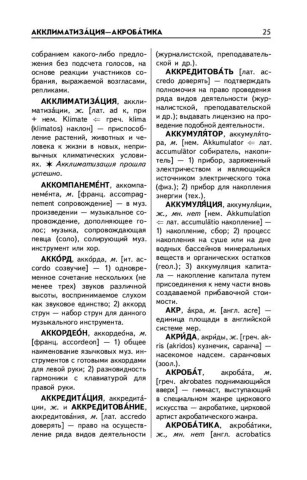 АККЛИМАТИЗА́ЦИЯ—АКРОБА́ТИКА 25
собранием какого-либо предложения без подсчета голосов, на
основе реакции участников собрания, выражаемой возгласами,
репликами.
АККЛИМАТИЗА́ЦИЯ, акклиматиза́ции, ж. [лат. ad к, при
+ нем. Klimate ⇐ греч. klima
(klimatos) наклон] — приспособление растений, животных и человека к жизни в новых, непривычных климатических условиях. ✶ Акклиматизация прошла
успешно.
АККОМПАНЕМЕ́НТ, аккомпанеме́нта, м. [франц. accompagnement сопровождение] — в муз.
произведении — музыкальное сопровождение, дополняющее голос; музыка, сопровождающая
певца (соло), солирующий музинструмент или хор.
АККО́РД, акко́рда, м. [ит. accordo созвучие] — 1) одновременное сочетание нескольких (не
менее трех) звуков различной
высоты, воспринимаемое слухом
как звуковое единство; 2) аккорд
струн — набор струн для данного
музыкального инструмента.
АККОРДЕО́Н, аккордео́на, м.
[франц. accordeon] — 1) общее
наименование язычковых муз. инструментов с готовыми аккордами
для левой руки; 2) разновидность
гармоники с клавиатурой для
правой руки.
АККРЕДИТА́ЦИЯ, аккредита́ции, ж. и АККРЕДИТОВА́НИЕ,
аккредитова́ния, м. [лат. accredo
доверять] — право на осуществление ряда видов деятельности
(журналистской, преподавательской и др.).
АККРЕДИТОВА́ТЬ [лат. accredo доверять] — подтверждать
полномочия на право проведения
ряда видов деятельности (журналистской, преподавательской
и др.); выдавать лицензию на проведение подобной деятельности.
АККУМУЛЯ́ТОР, аккумуля́тора, м. [нем. Akkumulator ⇐ лат.
accumulātor собиратель, накопитель] — 1) прибор, заряженный
электричеством и являющийся
источником электрического тока
(физ.); 2) прибор для накопления
энергии (тех.).
АККУМУЛЯ́ЦИЯ, аккумуля́ции,
ж., мн. нет [нем. Akkumulation
⇐ лат. accumulātio накопление]
1) накопление, сбор; 2) процесс
накопления на суше или на дне
водных бассейнов минеральных
веществ и органических остатков
(геол.); 3) аккумуляция капитала — накопление капитала путем
присоединения к нему части вновь
создаваемой прибавочной стоимости.
АКР, а́кра, м. [англ. acre] —
единица площади в английской
системе мер.
АКРИ́ДА, акри́ды, ж. [греч. akris (akridos) кузнечик, саранча] —
насекомое надсем. саранчовых
(зоол.).
АКРОБА́Т, акроба́та, м.
[греч. akrobates поднимающийся
вверх] — гимнаст, выступающий
в специальном жанре циркового
искусства — акробатике, цирковой
артист акробатического жанра.
АКРОБА́ТИКА, акроба́тики,
ж., мн. нет [англ. acrobatics